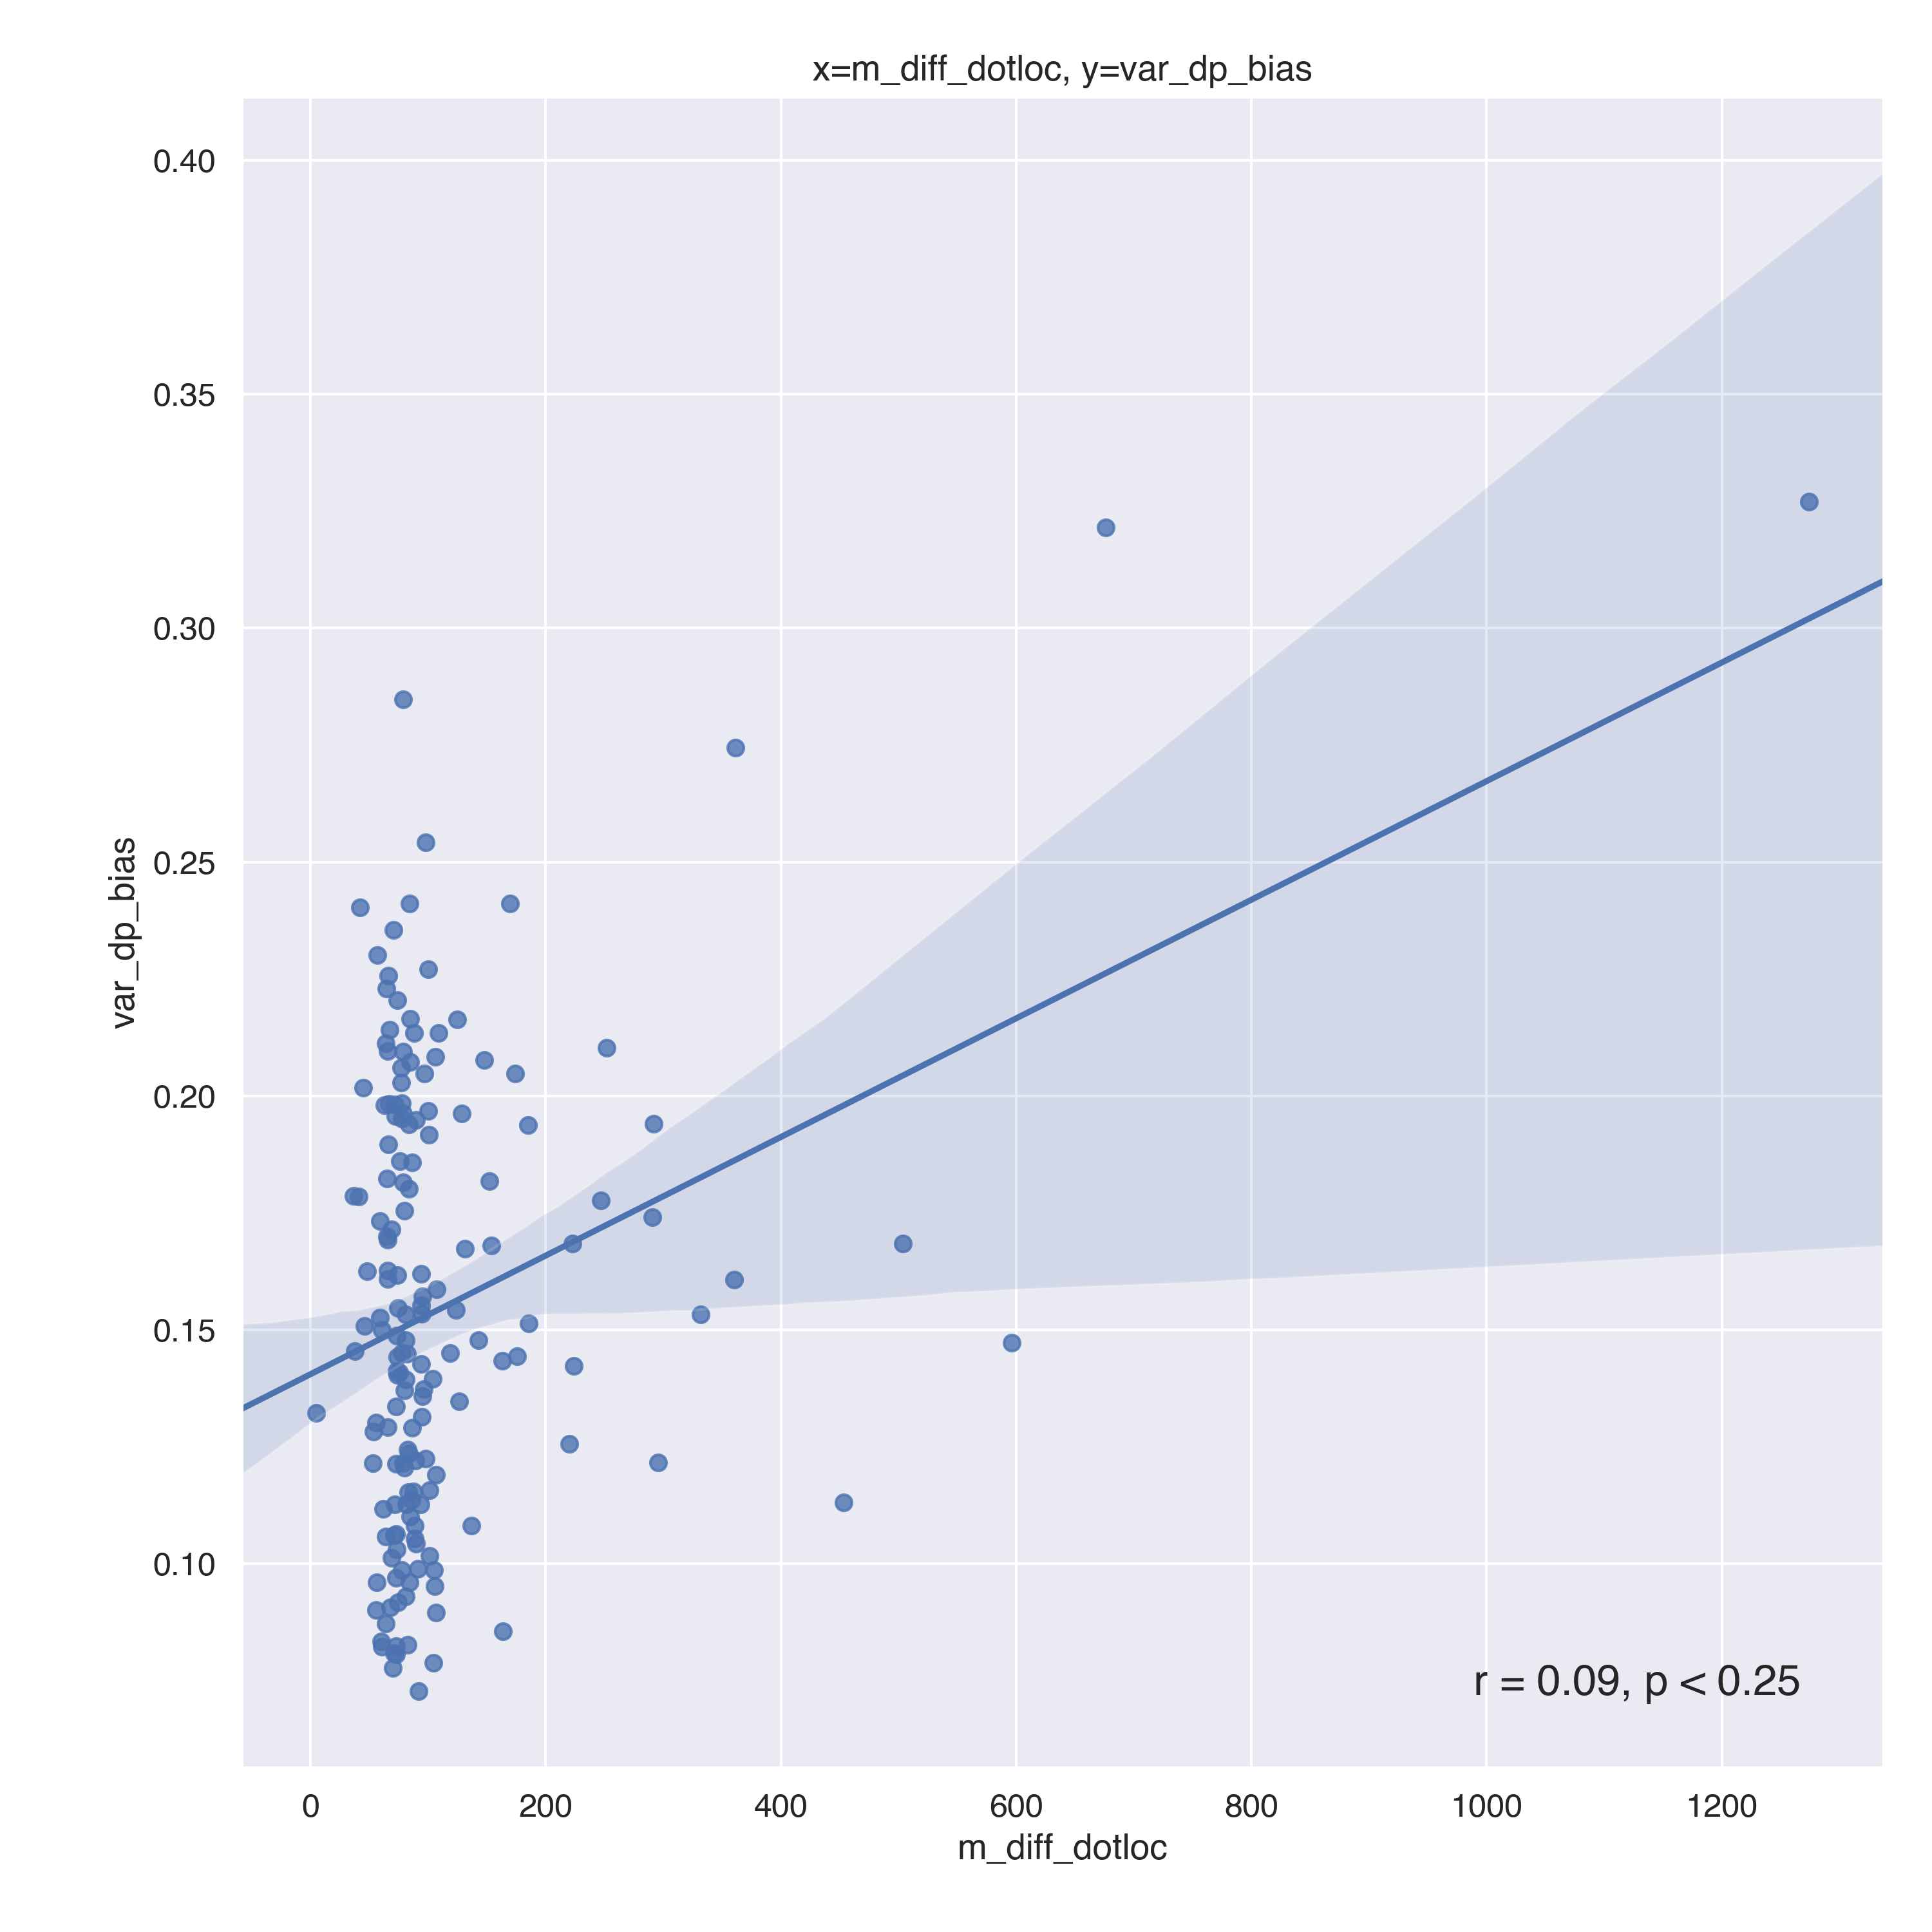 x=m_diff_dotloc, y=var_dp_bias
0.40
0.35
0.30
0.25
0.20
0.15
0.10
var_dp_bias
r = 0.09, p < 0.25
0 200 400 600 800 1000 1200
m_diff_dotloc